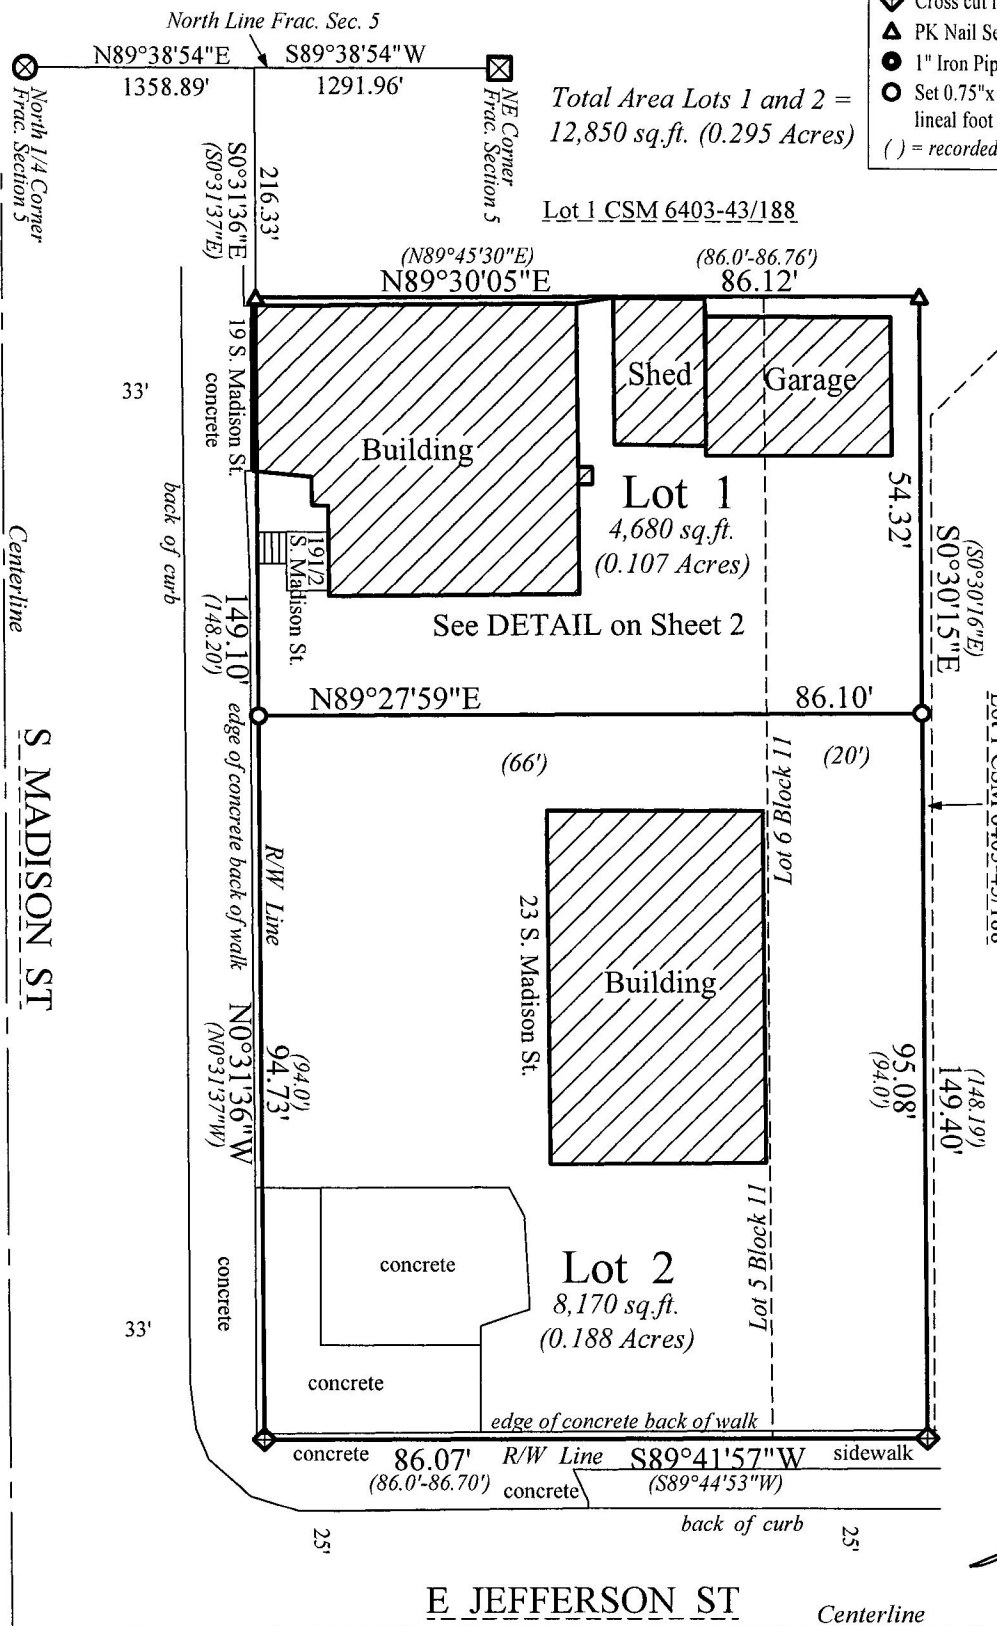 North Line Frac. Sec. 5
N89°38'54"E
S89°38'54"W
1358.89'
1291.96'
North 1/4 Corner
Frac. Section 5
NE Corner
Frac. Section 5
216.33'
S0°31'36"E
(S0°31'37"E)
Total Area Lots 1 and 2 =
12,850 sq.ft. (0.295 Acres)
Cross cut
PK Nail
1" Iron Pip
Set 0.75"x
lineal foot
( ) = recorded
Lot 1 CSM 6403-43/188
(N89°45'30"E)
(86.0'-86.76')
N89°30'05"E
86.12'
33'
19 S. Madison St.
concrete
back of curb
Building
Shed
Garage
Lot 1
4,680 sq.ft.
(0.107 Acres)
54.32'
(S0°30'16"E)
S0°30'15"E
191/2
S. Madison St.
See DETAIL on Sheet 2
149.10'
(148.20')
N89°27'59"E
86.10'
(66')
(20')
Lot 6 Block 11
Centerline
S MADISON ST
edge of concrete back of walk
R/W Line
23 S. Madison St.
Building
N0°31'36"W
(N0°31'37"W)
(94.0')
94.73'
95.08'
(94.0')
(148.19')
149.40'
Lot 5 Block 11
concrete
concrete
Lot 2
8,170 sq.ft.
(0.188 Acres)
33'
concrete
edge of concrete back of walk
concrete
86.07'
R/W Line
S89°41'57"W
sidewalk
(86.0'-86.70')
concrete
(S89°44'53"W)
back of curb
25'
25'
E JEFFERSON ST
Centerline